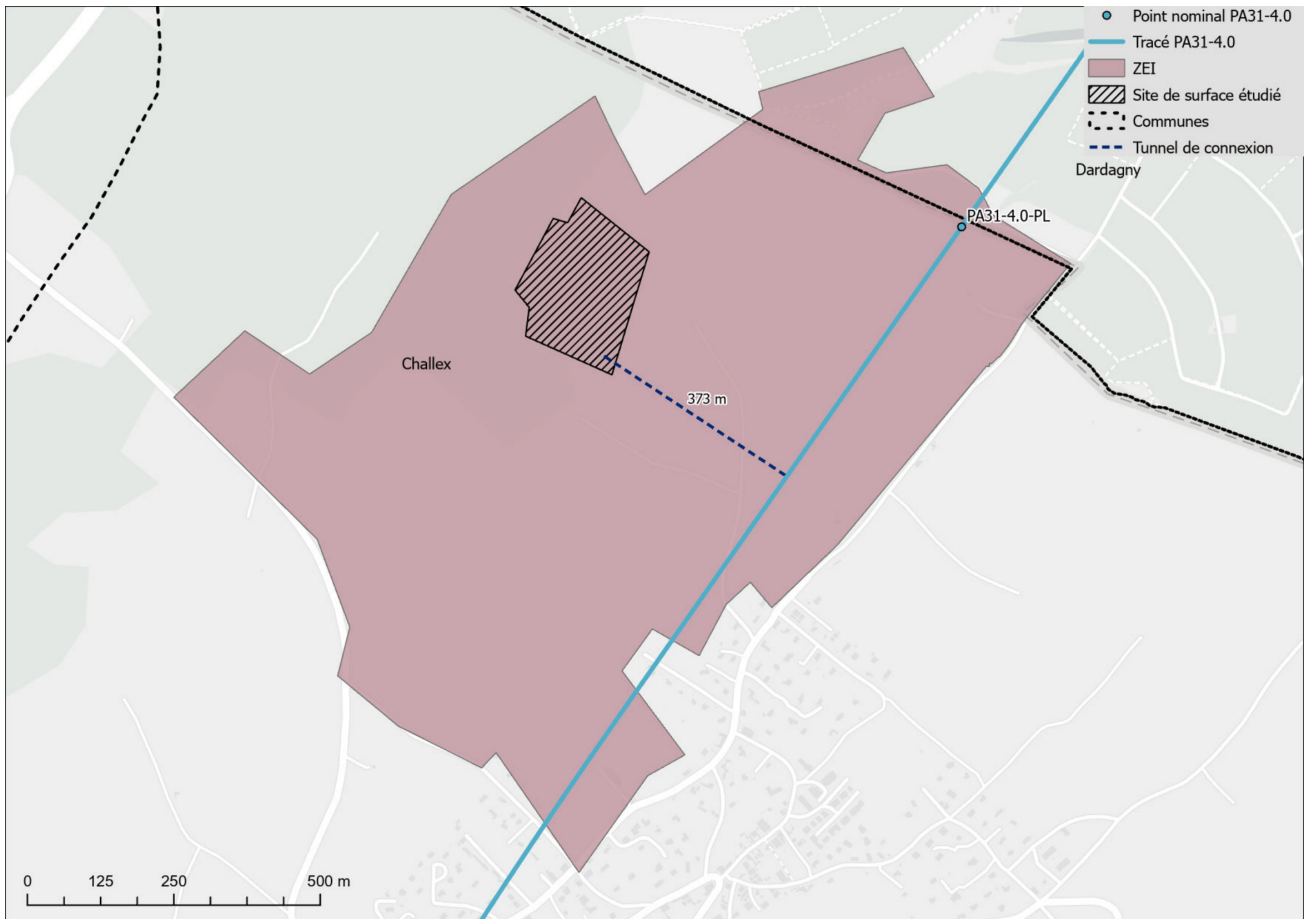 Point nominal PA31-4.0
Tracé PA31-4.0
ZEI
Site de surface étudié
Communes
Tunnel de connexion
Dardagny
PA31-4.0-PL
Challex
373 m
0 125 250 500 m